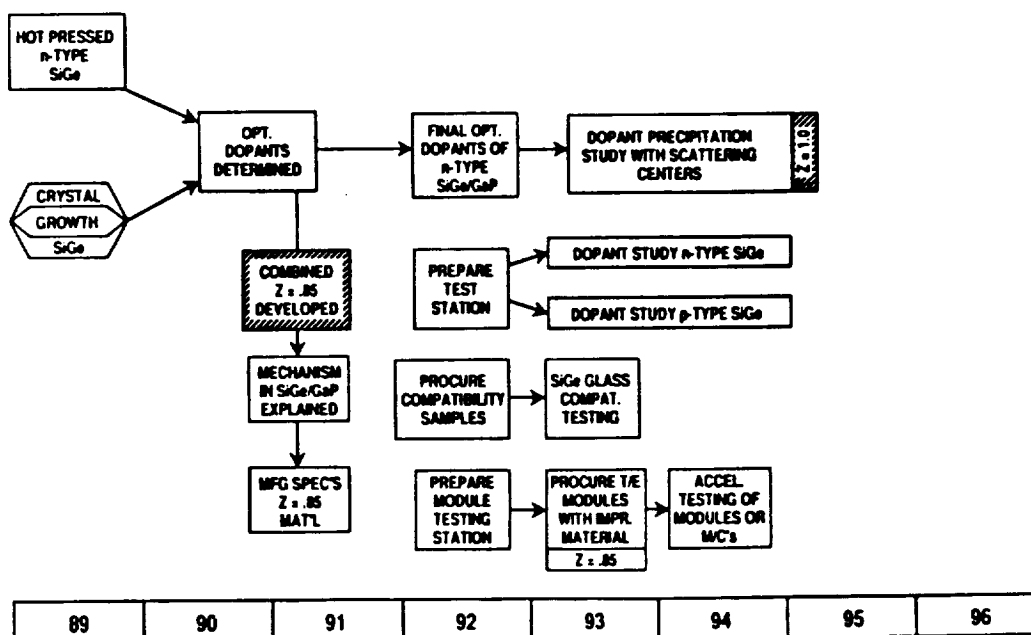 HOT PRESSED
n-TYPE
SiGe
CRYSTAL
GROWTH
SiGe
OPT.
DOPANTS
DETERMINED
FINAL OPT.
DOPANTS OF
n-TYPE
SiGe/GaP
DOPANT PRECIPITATION
STUDY WITH SCATTERING
CENTERS
Z = 1.0
COMBINED
Z = .85
DEVELOPED
PREPARE
TEST
STATION
DOPANT STUDY n-TYPE SiGe
DOPANT STUDY p-TYPE SiGe
MECHANISM
IN SiGe/GaP
EXPLAINED
PROCURE
COMPATIBILITY
SAMPLES
SiGe GLASS
COMPAT.
TESTING
MFG SPEC'S
Z = .85
MAT'L
PREPARE
MODULE
TESTING
STATION
PROCURE T/E
MODULES
WITH IMPR.
MATERIAL
Z = .85
ACCEL.
TESTING OF
MODULES OR
M/C's
89 90 91 92 93 94 95 96